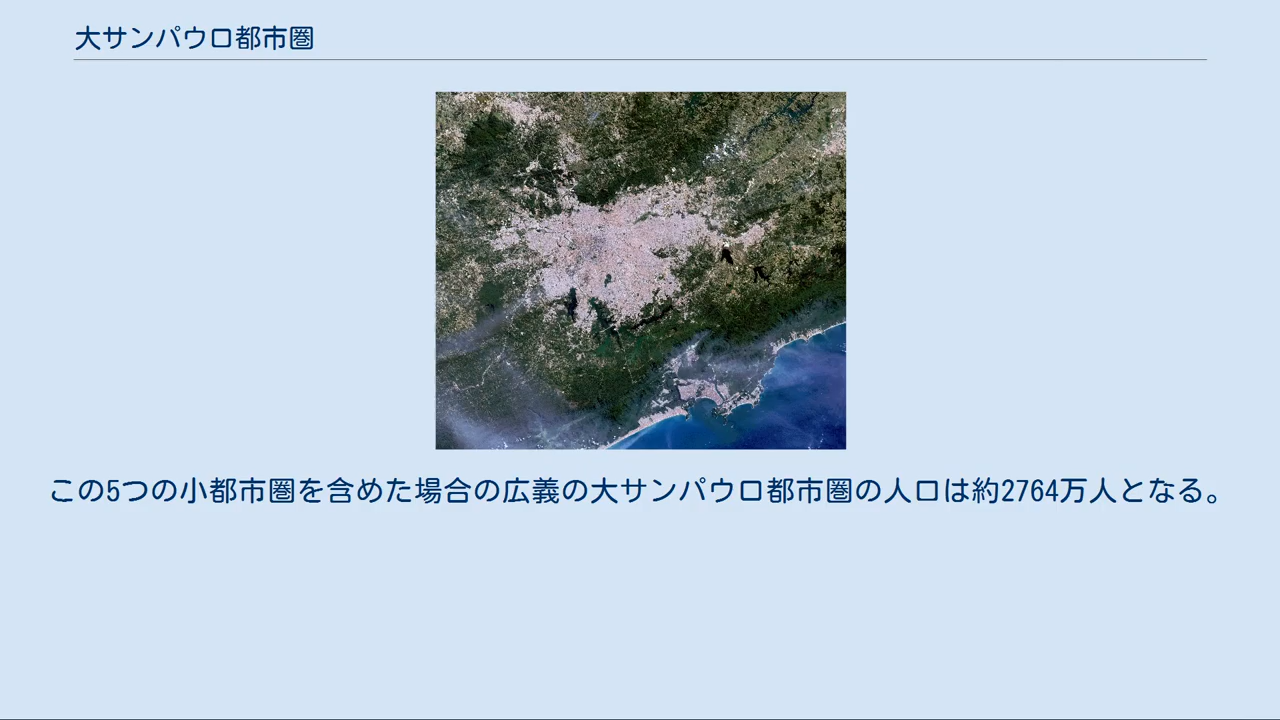 大サンパウロ都市圏
この5つの小都市圏を含めた場合の広義の大サンパウロ都市圏の人口は約2764万人となる。